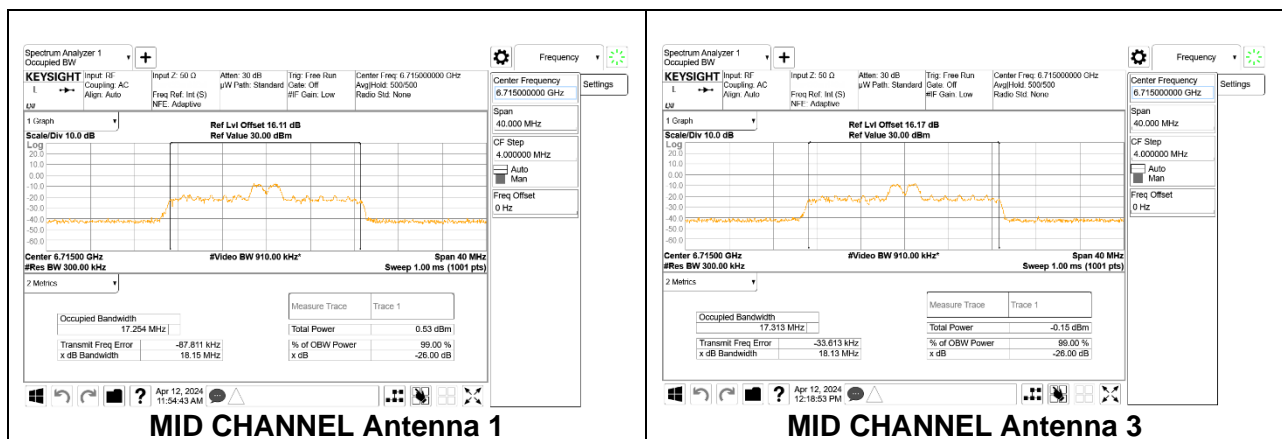 Spectrum Analyzer 1
Occupied BW
Frequency
KEYSIGHT Input: RF Input Z: 50 Ω Atten: 30 dB Trig: Free Run Center Freq: 6.715000000 GHz
Coupling: AC µW Path: Standard Gate: Off Avg|Hold: 500/500
Align: Auto Freq Ref: Int (S) #IF Gain: Low Radio Std: None
NFE: Adaptive
Center Frequency
6.715000000 GHz
Settings
Span
40.000 MHz
CF Step
4.000000 MHz
Auto
Man
Freq Offset
0 Hz
1 Graph
Scale/Div 10.0 dB
Ref Lvl Offset 16.11 dB
Ref Value 30.00 dBm
Log
20.0
10.0
0.00
-10.0
-20.0
-30.0
-40.0
-50.0
-60.0
Center 6.71500 GHz #Video BW 910.00 kHz* Span 40 MHz
#Res BW 300.00 kHz Sweep 1.00 ms (1001 pts)
2 Metrics
Measure Trace Trace 1
Occupied Bandwidth
17.254 MHz
Total Power 0.53 dBm
Transmit Freq Error -87.811 kHz % of OBW Power 99.00 %
x dB Bandwidth 18.15 MHz x dB -26.00 dB
Apr 12, 2024
11:54:43 AM
MID CHANNEL Antenna 1
Spectrum Analyzer 1
Occupied BW
Frequency
KEYSIGHT Input: RF Input Z: 50 Ω Atten: 30 dB Trig: Free Run Center Freq: 6.715000000 GHz
Coupling: AC µW Path: Standard Gate: Off Avg|Hold: 500/500
Align: Auto Freq Ref: Int (S) #IF Gain: Low Radio Std: None
NFE: Adaptive
Center Frequency
6.715000000 GHz
Settings
Span
40.000 MHz
CF Step
4.000000 MHz
Auto
Man
Freq Offset
0 Hz
1 Graph
Scale/Div 10.0 dB
Ref Lvl Offset 16.17 dB
Ref Value 30.00 dBm
Log
20.0
10.0
0.00
-10.0
-20.0
-30.0
-40.0
-50.0
-60.0
Center 6.71500 GHz #Video BW 910.00 kHz* Span 40 MHz
#Res BW 300.00 kHz Sweep 1.00 ms (1001 pts)
2 Metrics
Measure Trace Trace 1
Occupied Bandwidth
17.313 MHz
Total Power -0.15 dBm
Transmit Freq Error -33.613 kHz % of OBW Power 99.00 %
x dB Bandwidth 18.13 MHz x dB -26.00 dB
Apr 12, 2024
12:18:53 PM
MID CHANNEL Antenna 3